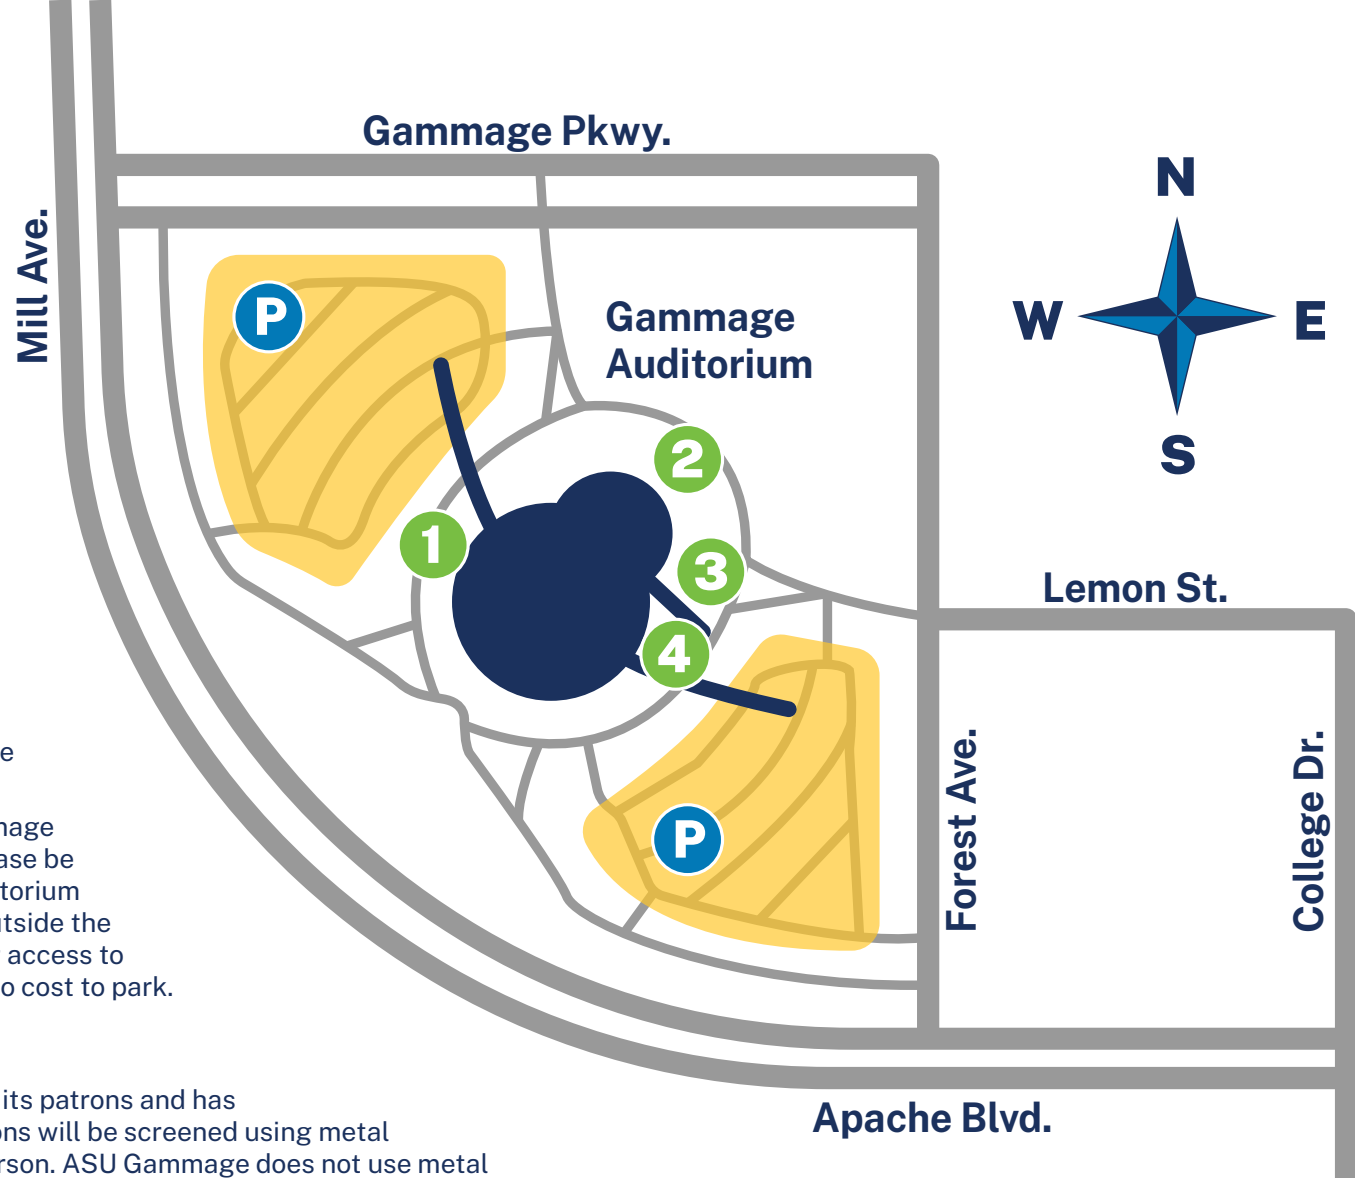 Gammage Pkwy.
N
Mill Ave.
P
Gammage
Auditorium
W
E
2
S
1
3
Lemon St.
4
e
nage
P
Forest Ave.
College Dr.
ase be
torium
utside the
access to
o cost to park.
its patrons and has
Apache Blvd.
ons will be screened using metal
rson. ASU Gammage does not use metal